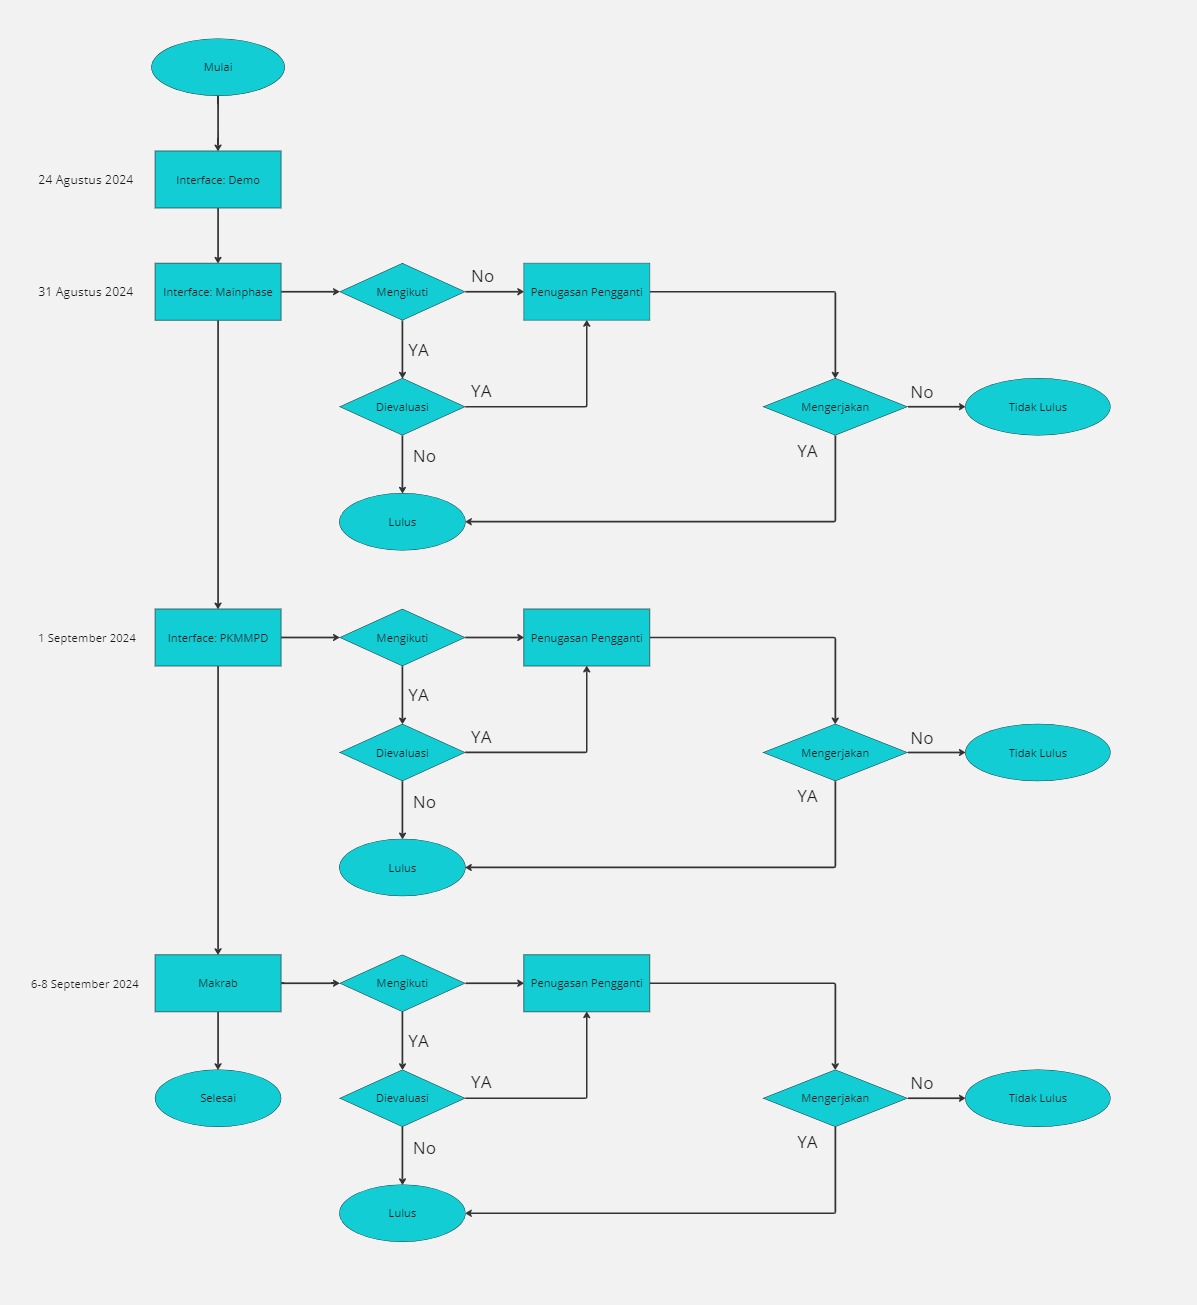 Mulai
24 Agustus 2024
Interface: Demo
31 Agustus 2024
Interface: Mainphase
Mengikuti
No
Penugasan Pengganti
YA
Dievaluasi
YA
Mengerjakan
No
Tidak Lulus
No
YA
Lulus
1 September 2024
Interface: PKMMPD
Mengikuti
Penugasan Pengganti
YA
Dievaluasi
YA
Mengerjakan
No
Tidak Lulus
No
YA
Lulus
6-8 September 2024
Makrab
Mengikuti
Penugasan Pengganti
YA
Selesai
Dievaluasi
YA
Mengerjakan
No
Tidak Lulus
No
YA
Lulus